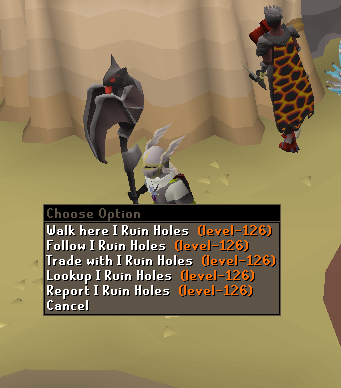 Choose Option
Walk here I Ruin Holes (level-126)
Follow I Ruin Holes (level-126)
Trade with I Ruin Holes (level-126)
Lookup I Ruin Holes (level-126)
Report I Ruin Holes (level-126)
Cancel